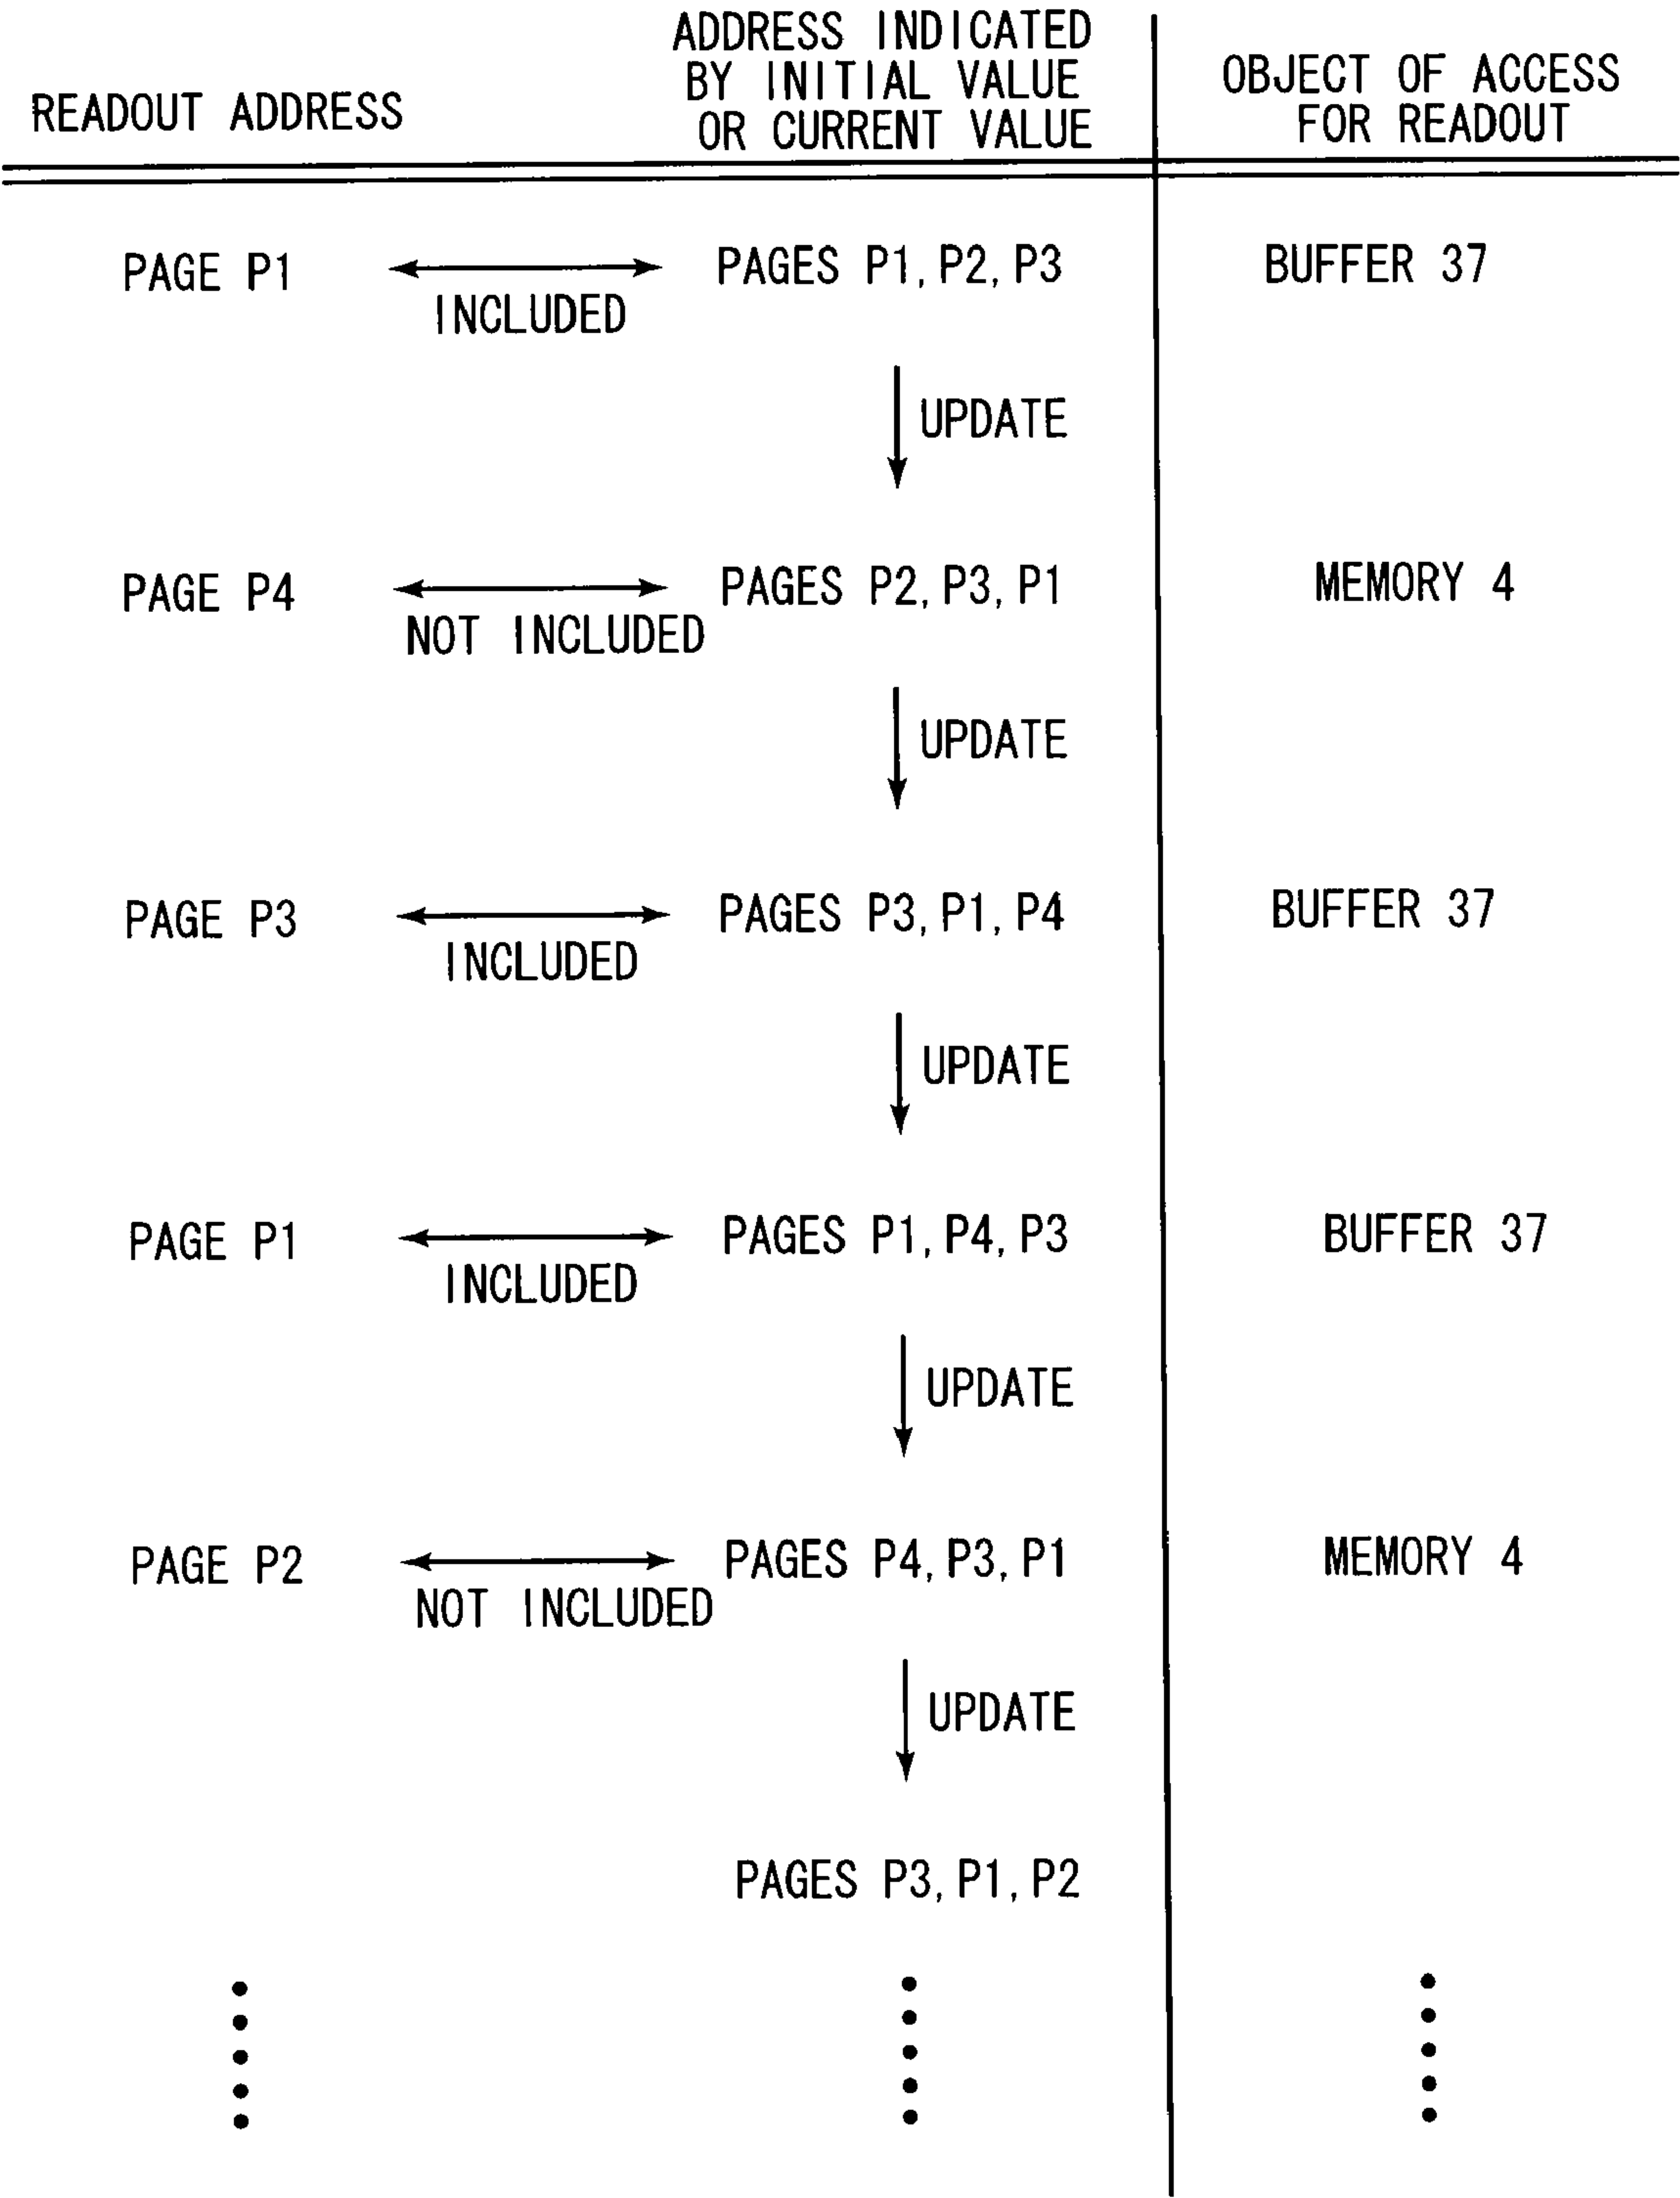 READOUT ADDRESS
ADDRESS INDICATED
BY INITIAL VALUE
OR CURRENT VALUE
OBJECT OF ACCESS
FOR READOUT
PAGE P1
INCLUDED
PAGES P1, P2, P3
BUFFER 37
UPDATE
PAGE P4
NOT INCLUDED
PAGES P2, P3, P1
MEMORY 4
UPDATE
PAGE P3
INCLUDED
PAGES P3, P1, P4
BUFFER 37
UPDATE
PAGE P1
INCLUDED
PAGES P1, P4, P3
BUFFER 37
UPDATE
PAGE P2
NOT INCLUDED
PAGES P4, P3, P1
MEMORY 4
UPDATE
PAGES P3, P1, P2